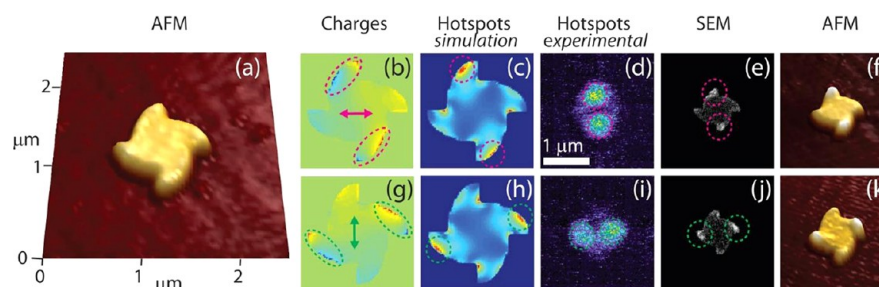 AFM
Charges
Hotspots
simulation
Hotspots
experimental
SEM
AFM
(a)
(b)
(c)
(d)
(e)
(f)
2
μm
1
0
0
1
2
μm
1 μm
(g)
(h)
(i)
(j)
(k)